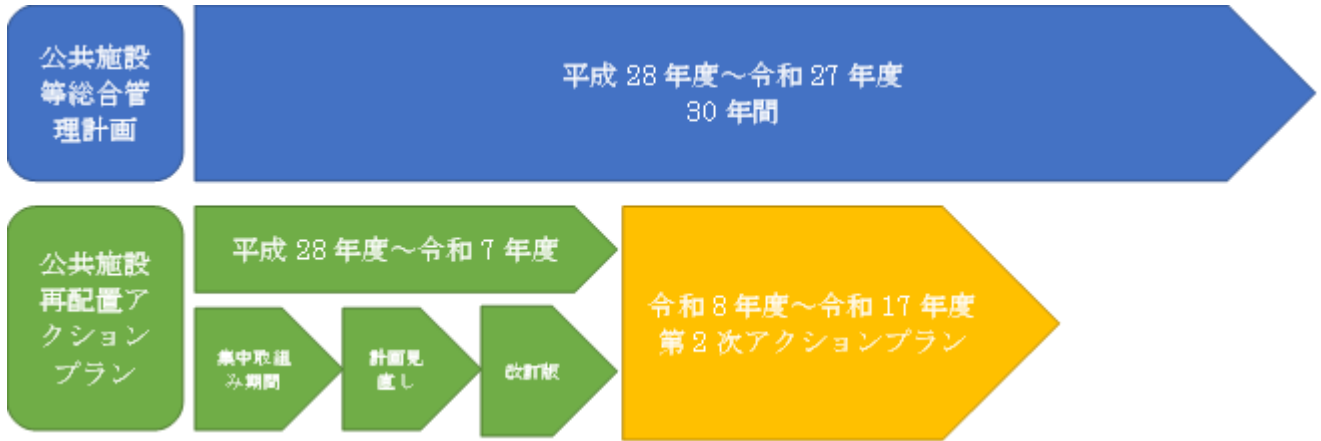 公共施設
等総合管
理計画
平成 28 年度～令和 27 年度
30 年間
公共施設
再配置ア
クション
プラン
平成 28 年度～令和 7 年度
集中取組
み期間
計画見
直し
改訂版
令和 8 年度～令和 17 年度
第 2 次アクションプラン